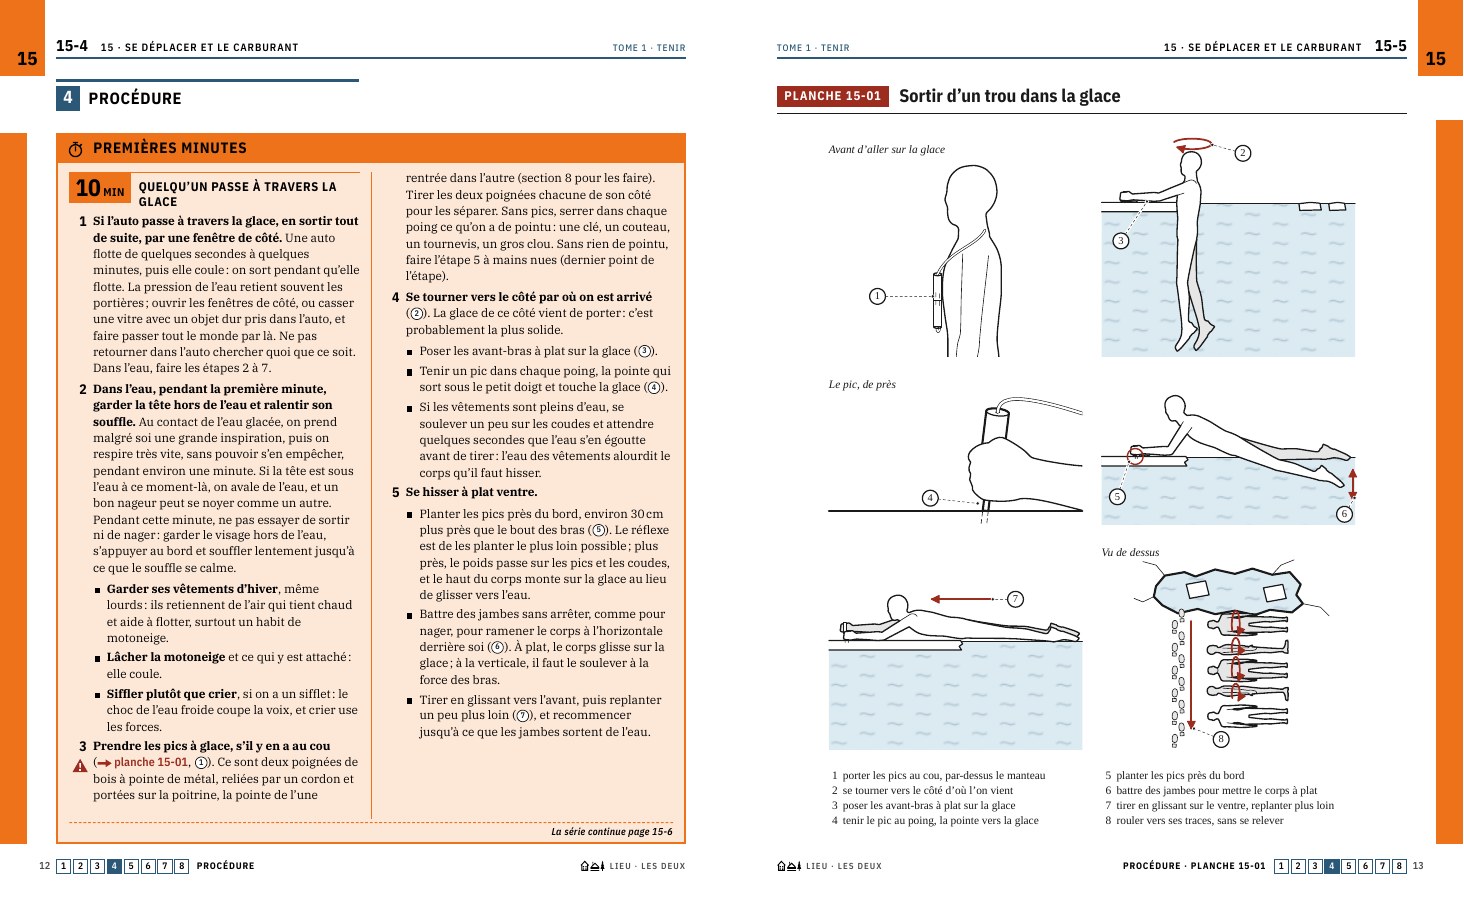 15
15-4 15 · SE DÉPLACER ET LE CARBURANT
TOME 1 · TENIR
4 PROCÉDURE
PREMIÈRES MINUTES
10 MIN QUELQU’UN PASSE À TRAVERS LA
GLACE
1 Si l’auto passe à travers la glace, en sortir tout
de suite, par une fenêtre de côté. Une auto
flotte de quelques secondes à quelques
minutes, puis elle coule : on sort pendant qu’elle
flotte. La pression de l’eau retient souvent les
portières ; ouvrir les fenêtres de côté, ou casser
une vitre avec un objet dur pris dans l’auto, et
faire passer tout le monde par là. Ne pas
retourner dans l’auto chercher quoi que ce soit.
Dans l’eau, faire les étapes 2 à 7.
2 Dans l’eau, pendant la première minute,
garder la tête hors de l’eau et ralentir son
souffle. Au contact de l’eau glacée, on prend
malgré soi une grande inspiration, puis on
respire très vite, sans pouvoir s’en empêcher,
pendant environ une minute. Si la tête est sous
l’eau à ce moment-là, on avale de l’eau, et un
bon nageur peut se noyer comme un autre.
Pendant cette minute, ne pas essayer de sortir
ni de nager : garder le visage hors de l’eau,
s’appuyer au bord et souffler lentement jusqu’à
ce que le souffle se calme.
▪ Garder ses vêtements d’hiver, même
lourds : ils retiennent de l’air qui tient chaud
et aide à flotter, surtout un habit de
motoneige.
▪ Lâcher la motoneige et ce qui y est attaché :
elle coule.
▪ Siffler plutôt que crier, si on a un sifflet : le
choc de l’eau froide coupe la voix, et crier use
les forces.
3 Prendre les pics à glace, s’il y en a au cou
(➞ planche 15-01, 1). Ce sont deux poignées de
bois à pointe de métal, reliées par un cordon et
portées sur la poitrine, la pointe de l’une
rentrée dans l’autre (section 8 pour les faire).
Tirer les deux poignées chacune de son côté
pour les séparer. Sans pics, serrer dans chaque
poing ce qu’on a de pointu : une clé, un couteau,
un tournevis, un gros clou. Sans rien de pointu,
faire l’étape 5 à mains nues (dernier point de
l’étape).
4 Se tourner vers le côté par où on est arrivé
(2). La glace de ce côté vient de porter : c’est
probablement la plus solide.
▪ Poser les avant-bras à plat sur la glace (3).
▪ Tenir un pic dans chaque poing, la pointe qui
sort sous le petit doigt et touche la glace (4).
▪ Si les vêtements sont pleins d’eau, se
soulever un peu sur les coudes et attendre
quelques secondes que l’eau s’en égoutte
avant de tirer : l’eau des vêtements alourdit le
corps qu’il faut hisser.
5 Se hisser à plat ventre.
▪ Planter les pics près du bord, environ 30 cm
plus près que le bout des bras (5). Le réflexe
est de les planter le plus loin possible ; plus
près, le poids passe sur les pics et les coudes,
et le haut du corps monte sur la glace au lieu
de glisser vers l’eau.
▪ Battre des jambes sans arrêter, comme pour
nager, pour ramener le corps à l’horizontale
derrière soi (6). À plat, le corps glisse sur la
glace ; à la verticale, il faut le soulever à la
force des bras.
▪ Tirer en glissant vers l’avant, puis replanter
un peu plus loin (7), et recommencer
jusqu’à ce que les jambes sortent de l’eau.
La série continue page 15-6
12 1 2 3 4 5 6 7 8 PROCÉDURE
LIEU · LES DEUX
TOME 1 · TENIR
15 · SE DÉPLACER ET LE CARBURANT 15-5
15
PLANCHE 15-01 Sortir d’un trou dans la glace
Avant d’aller sur la glace
1
2
3
Le pic, de près
4
5
6
7
Vu de dessus
8
1 porter les pics au cou, par-dessus le manteau
2 se tourner vers le côté d’où l’on vient
3 poser les avant-bras à plat sur la glace
4 tenir le pic au poing, la pointe vers la glace
5 planter les pics près du bord
6 battre des jambes pour mettre le corps à plat
7 tirer en glissant sur le ventre, replanter plus loin
8 rouler vers ses traces, sans se relever
LIEU · LES DEUX
PROCÉDURE · PLANCHE 15-01 1 2 3 4 5 6 7 8 13